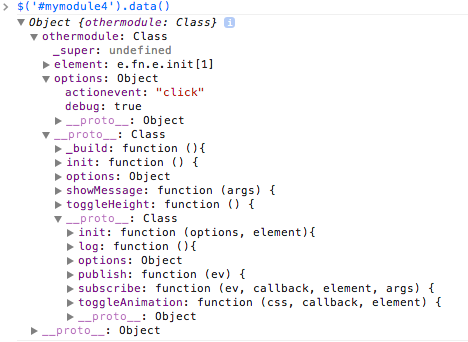 > $('#mymodule4').data()
▼ Object {othermodule: Class} i
▼ othermodule: Class
_super: undefined
▶ element: e.fn.e.init[1]
▼ options: Object
actionevent: "click"
debug: true
▶ __proto__: Object
▼ __proto__: Class
▶ _build: function (){
▶ init: function () {
▶ options: Object
▶ showMessage: function (args) {
▶ toggleHeight: function () {
▼ __proto__: Class
▶ init: function (options, element){
▶ log: function (){
▶ options: Object
▶ publish: function (ev) {
▶ subscribe: function (ev, callback, element, args) {
▶ toggleAnimation: function (css, callback, element) {
▶ __proto__: Object
▶ __proto__: Object